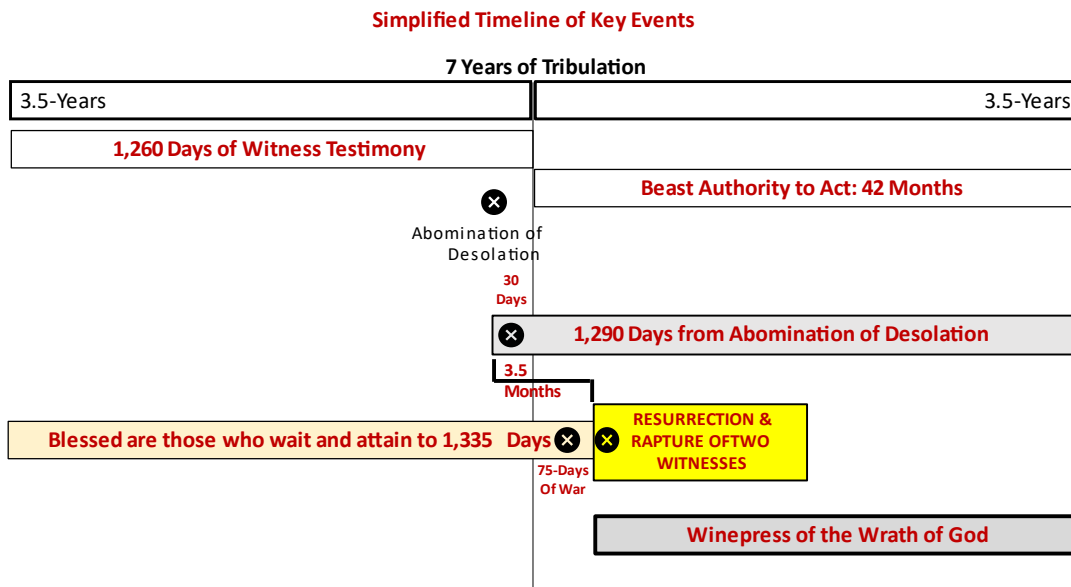 Simplified Timeline of Key Events
7 Years of Tribulation
3.5-Years
3.5-Years
1,260 Days of Witness Testimony
Beast Authority to Act: 42 Months
Abomination of
Desolation
30
Days
1,290 Days from Abomination of Desolation
3.5
Months
Blessed are those who wait and attain to 1,335 Days
RESURRECTION &
RAPTURE OFTWO
WITNESSES
75-Days
Of War
Winepress of the Wrath of God